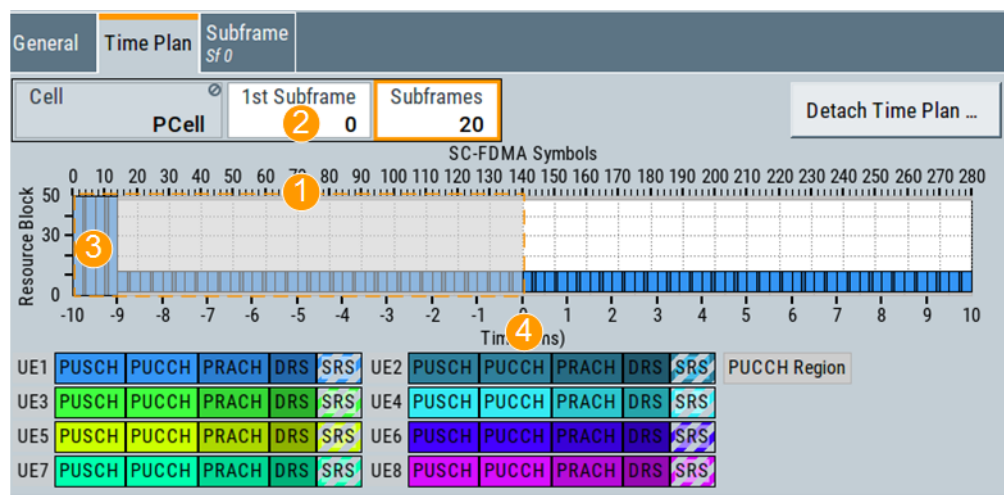 General Time Plan Subframe
Sf 0
Cell 1st Subframe Subframes
PCell 2 0 20 Detach Time Plan ...
SC-FDMA Symbols
0 10 20 30 40 50 60 70 80 90 100 110 120 130 140 150 160 170 180 190 200 210 220 230 240 250 260 270 280
1
50
30
3
0
Resource Block
-10 -9 -8 -7 -6 -5 -4 -3 -2 -1 0 1 2 3 4 5 6 7 8 9 10
4
UE1 PUSCH PUCCH PRACH DRS SRS UE2 PUSCH PUCCH PRACH DRS SRS PUCCH Region
UE3 PUSCH PUCCH PRACH DRS SRS UE4 PUSCH PUCCH PRACH DRS SRS
UE5 PUSCH PUCCH PRACH DRS SRS UE6 PUSCH PUCCH PRACH DRS SRS
UE7 PUSCH PUCCH PRACH DRS SRS UE8 PUSCH PUCCH PRACH DRS SRS